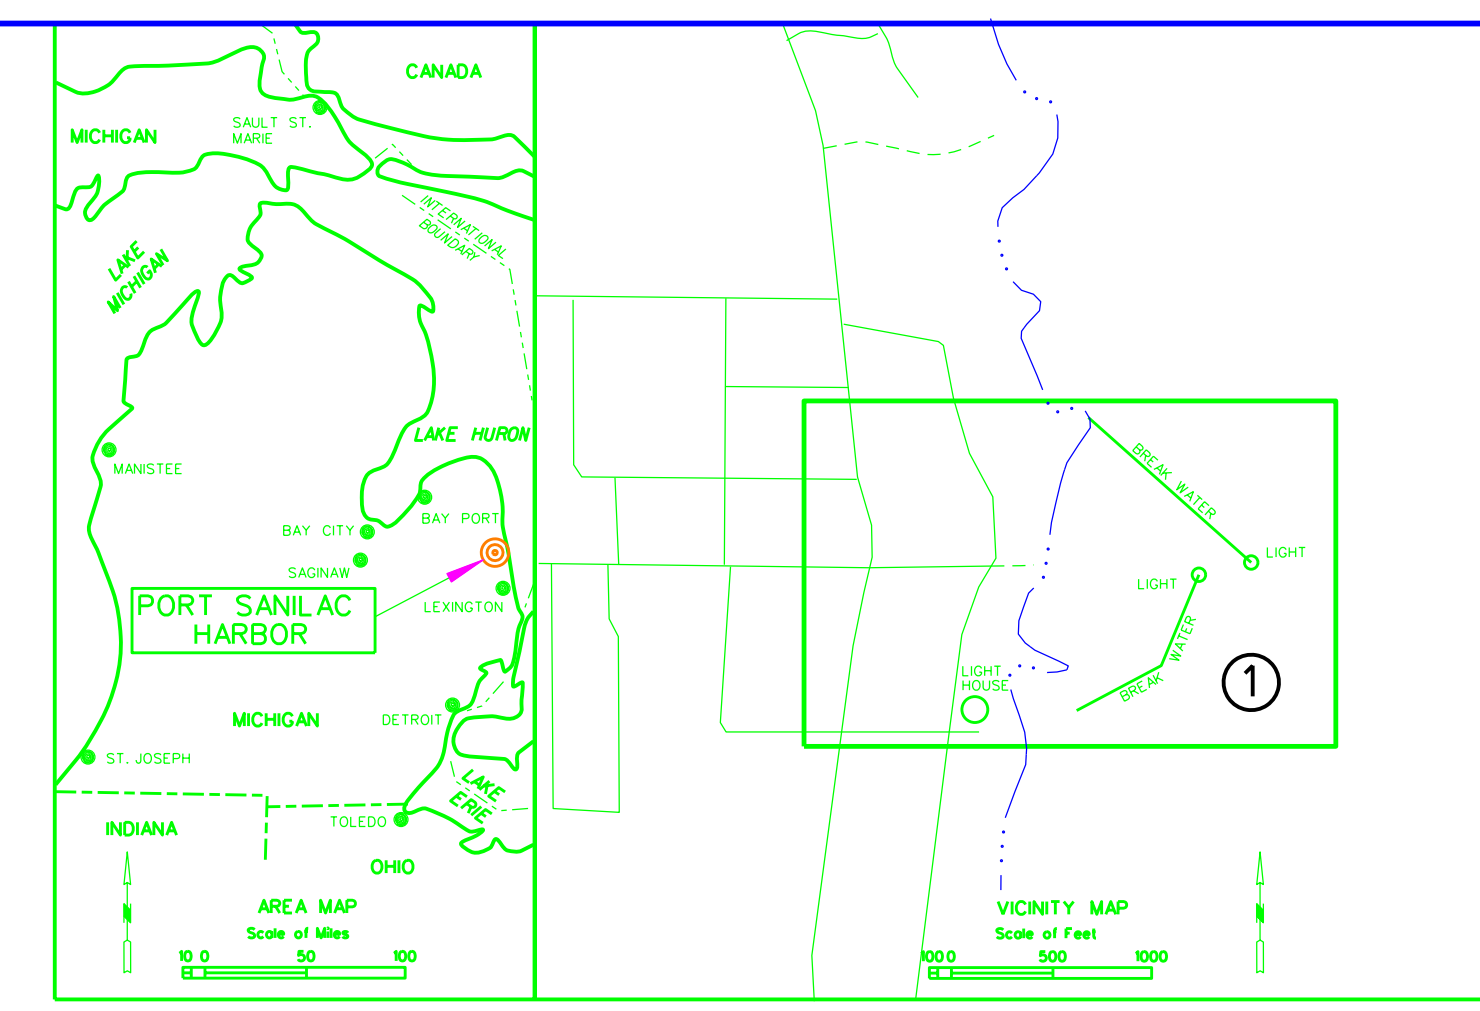 CANADA
SAULT ST.
MARIE
MICHIGAN
INTERNATIONAL
BOUNDARY
LAKE
MICHIGAN
LAKE HURON
MANISTEE
BAY PORT
BAY CITY
SAGINAW
PORT SANILAC
HARBOR
LEXINGTON
MICHIGAN
DETROIT
ST. JOSEPH
LAKE
ERIE
TOLEDO
INDIANA
OHIO
N
AREA MAP
Scale of Miles
10 0 50 100
BREAK WATER
LIGHT
LIGHT
WATER
BREAK
LIGHT
HOUSE
1
VICINITY MAP
Scale of Feet
100 0 500 1000
N